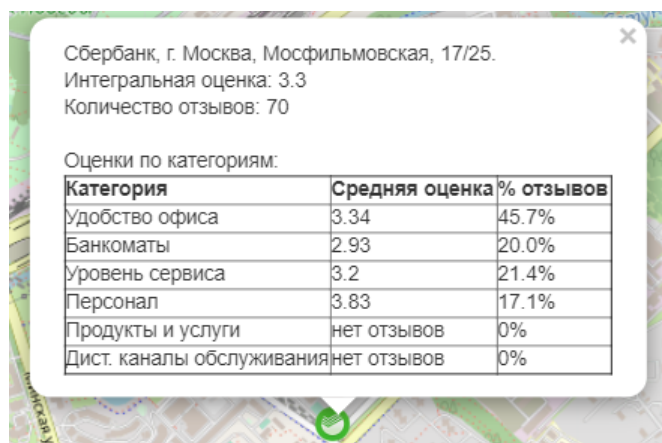 Сбербанк, г. Москва, Мосфильмовская, 17/25.
Интегральная оценка: 3.3
Количество отзывов: 70
Оценки по категориям:
Категория Средняя оценка % отзывов
Удобство офиса 3.34 45.7%
Банкоматы 2.93 20.0%
Уровень сервиса 3.2 21.4%
Персонал 3.83 17.1%
Продукты и услуги нет отзывов 0%
Дист. каналы обслуживания нет отзывов 0%